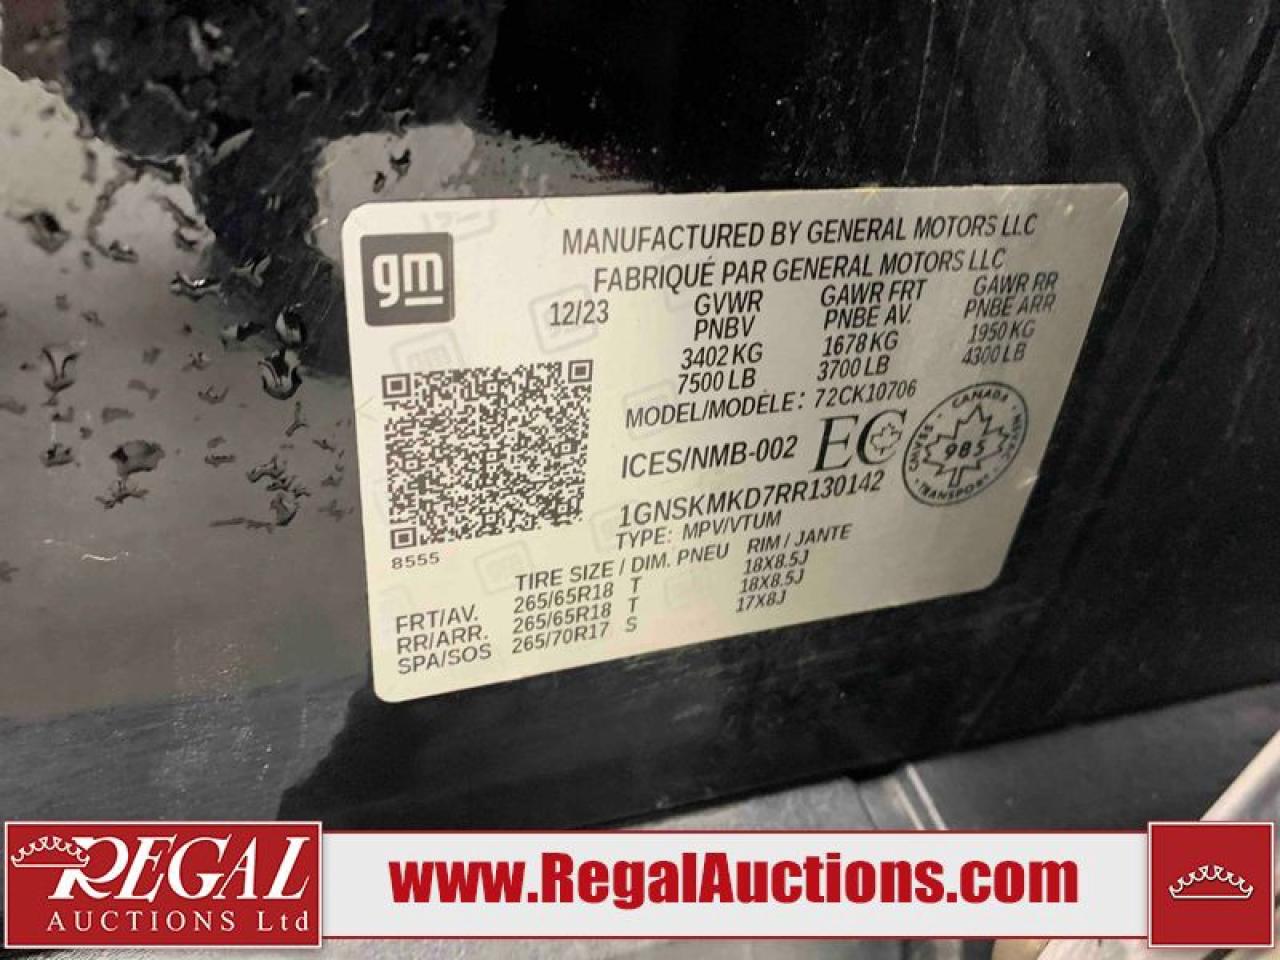 gm
MANUFACTURED BY GENERAL MOTORS LLC
FABRIQUÉ PAR GENERAL MOTORS LLC
12/23
GVWR GAWR FRT GAWR RR
PNBV PNBE AV. PNBE ARR
3402 KG 1678 KG 1950 KG
7500 LB 3700 LB 4300 LB
MODEL/MODÈLE: 72CK10706
ICES/NMB-002 EC
CANADA
985
TRANSPORT
1GNSKMKD7RR130142
TYPE: MPV/VTUM
8555
TIRE SIZE / DIM. PNEU RIM / JANTE
FRT/AV. 265/65R18 T 18X8.5J
RR/ARR. 265/65R18 T 18X8.5J
SPA/SOS 265/70R17 S 17X8J
REGAL
AUCTIONS Ltd
www.RegalAuctions.com